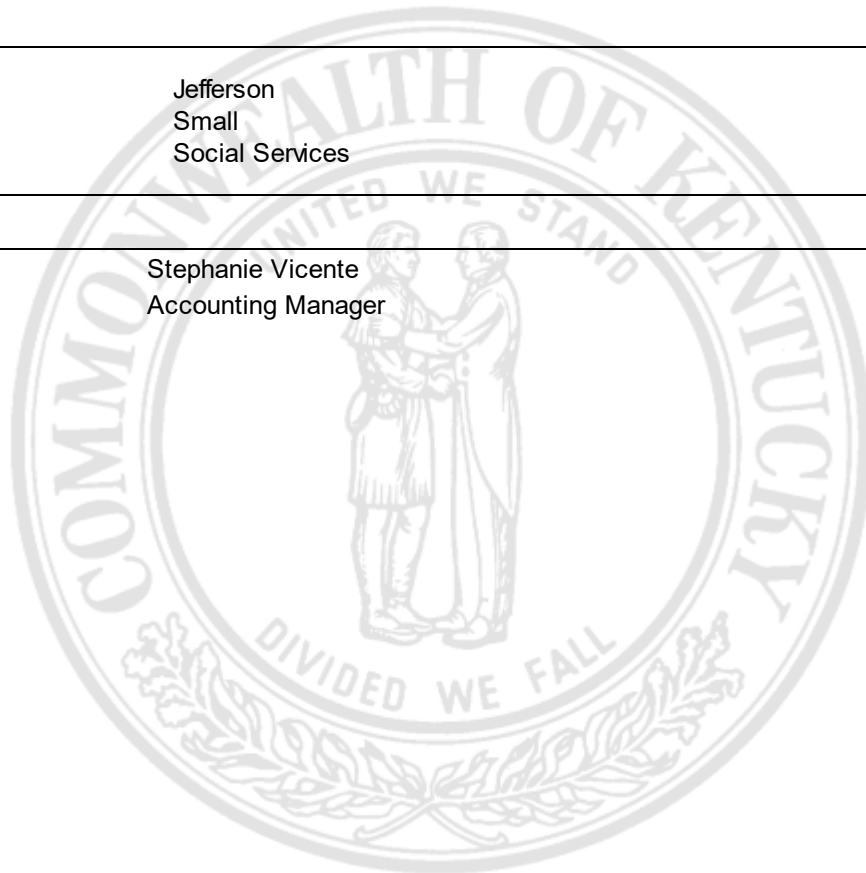 Jefferson
Small
Social Services
Stephanie Vicente
Accounting Manager
COMMONWEALTH OF KENTUCKY
UNITED WE STAND
DIVIDED WE FALL